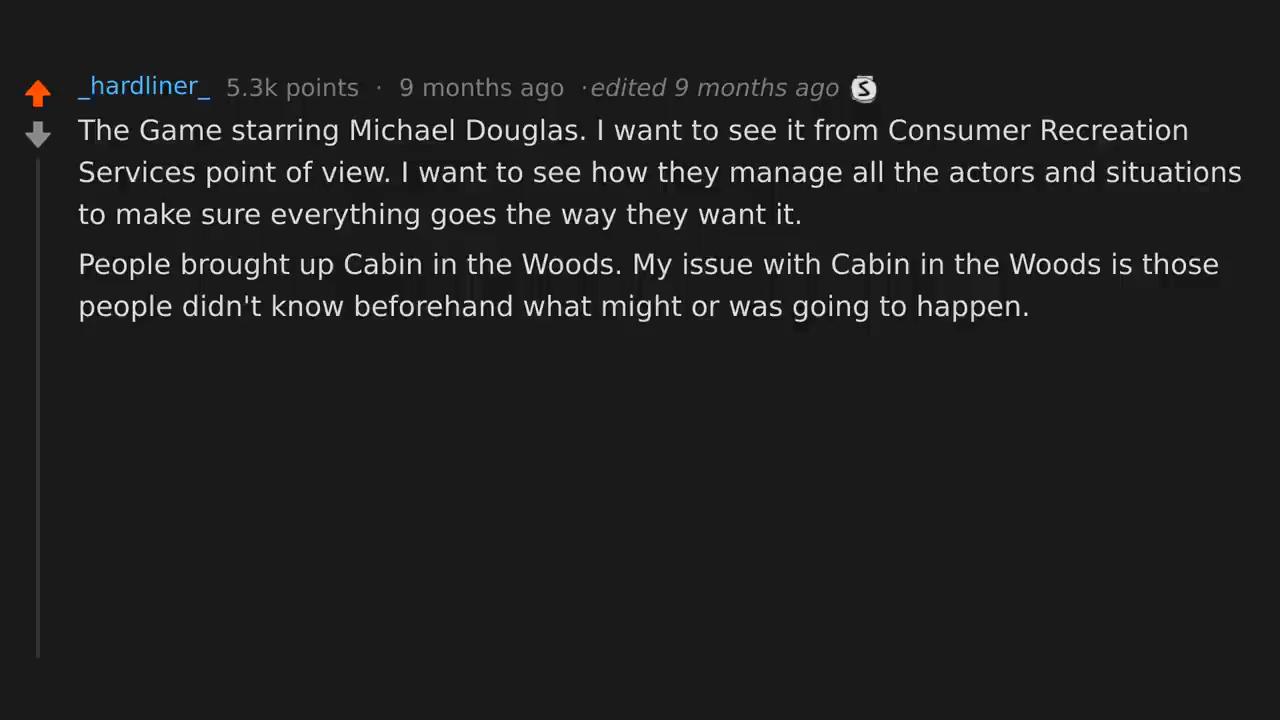 _hardliner_ 5.3k points · 9 months ago · edited 9 months ago S
The Game starring Michael Douglas. I want to see it from Consumer Recreation
Services point of view. I want to see how they manage all the actors and situations
to make sure everything goes the way they want it.
People brought up Cabin in the Woods. My issue with Cabin in the Woods is those
people didn't know beforehand what might or was going to happen.